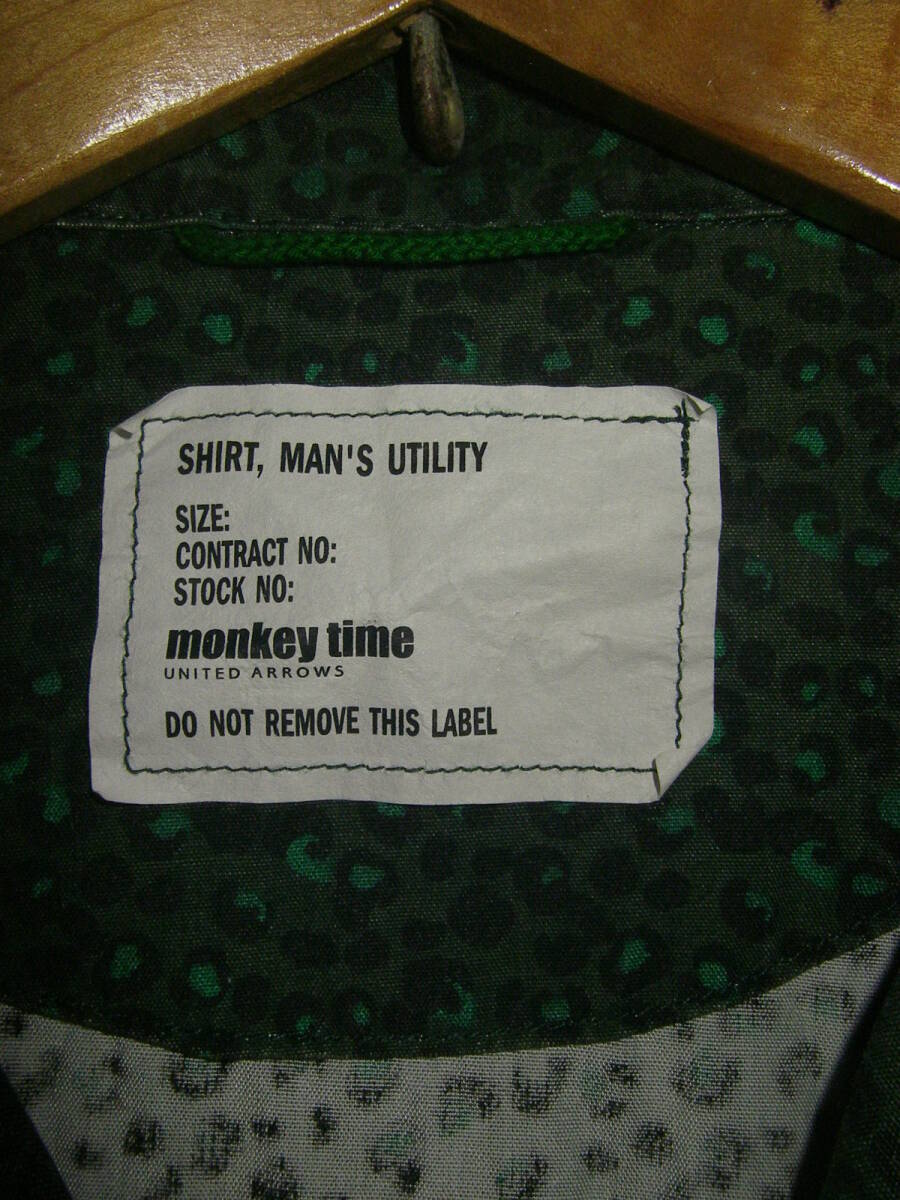 SHIRT, MAN'S UTILITY
SIZE:
CONTRACT NO:
STOCK NO:
monkey time
UNITED ARROWS
DO NOT REMOVE THIS LABEL